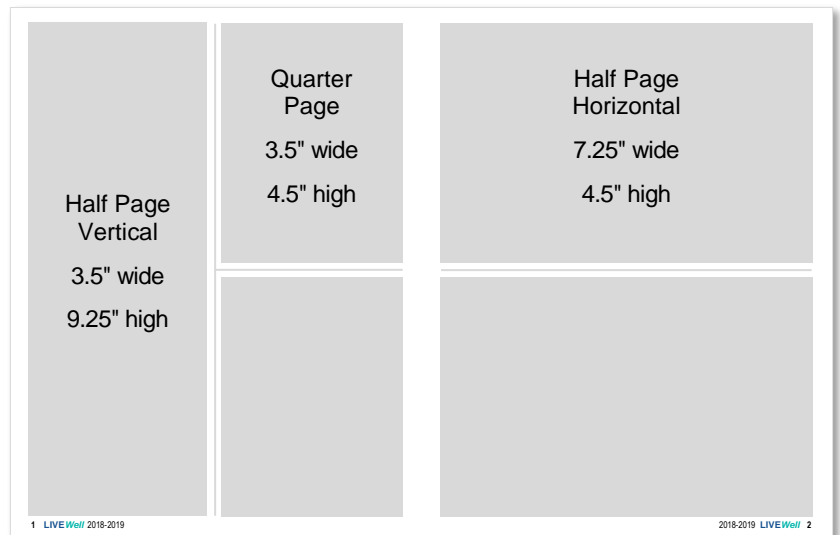 Half Page
Vertical
3.5" wide
9.25" high
Quarter
Page
3.5" wide
4.5" high
Half Page
Horizontal
7.25" wide
4.5" high
1 LIVEWell 2018-2019
2018-2019 LIVEWell 2